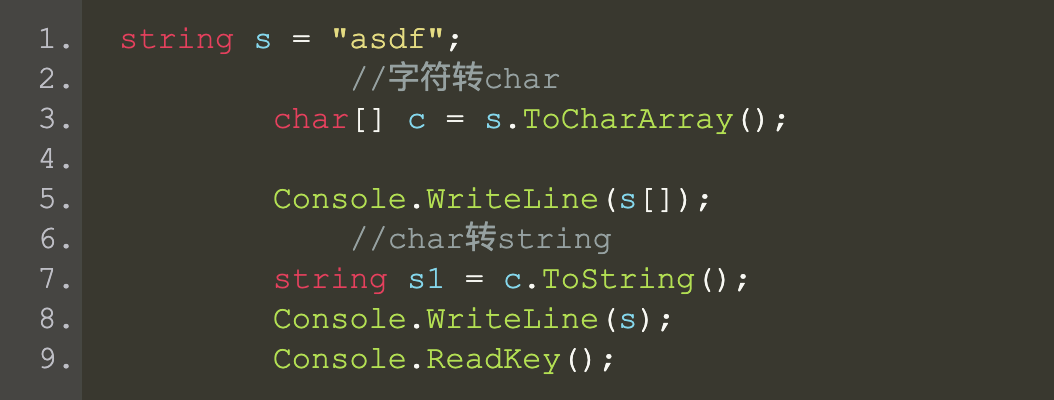 1. string s = "asdf";
2. //字符转char
3. char[] c = s.ToCharArray();
4.
5. Console.WriteLine(s[]);
6. //char转string
7. string s1 = c.ToString();
8. Console.WriteLine(s);
9. Console.ReadKey();